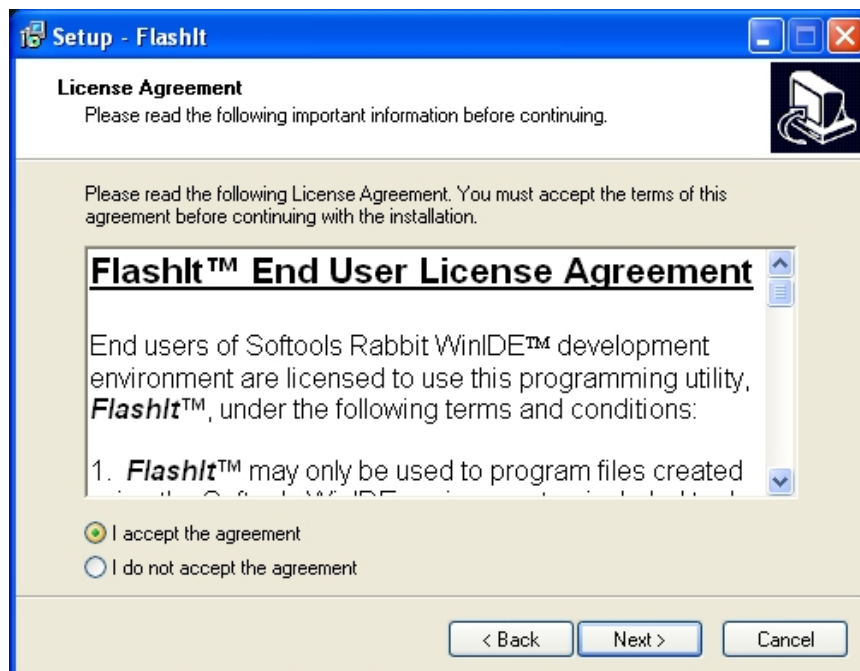 Setup - FlashIt
License Agreement
Please read the following important information before continuing.
Please read the following License Agreement. You must accept the terms of this
agreement before continuing with the installation.
FlashIt™ End User License Agreement
End users of Softools Rabbit WinIDE™ development
environment are licensed to use this programming utility,
FlashIt™, under the following terms and conditions:
1. FlashIt™ may only be used to program files created
I accept the agreement
I do not accept the agreement
< Back
Next >
Cancel